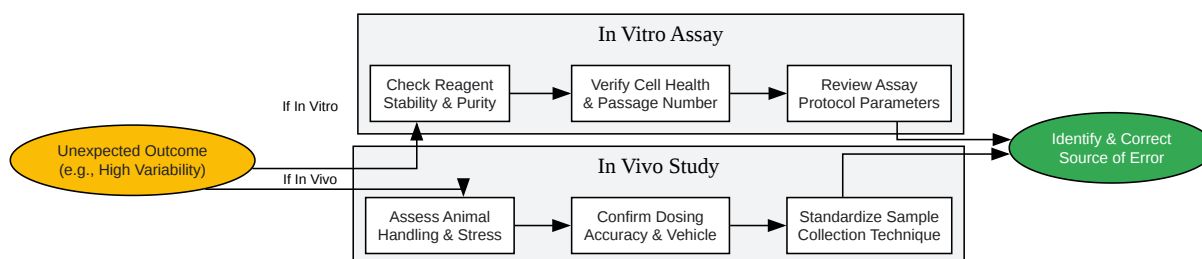 In Vitro Assay
Check Reagent
Stability & Purity
Verify Cell Health
& Passage Number
Review Assay
Protocol Parameters
If In Vitro
Unexpected Outcome
(e.g., High Variability)
Identify & Correct
Source of Error
In Vivo Study
If In Vivo
Assess Animal
Handling & Stress
Confirm Dosing
Accuracy & Vehicle
Standardize Sample
Collection Technique